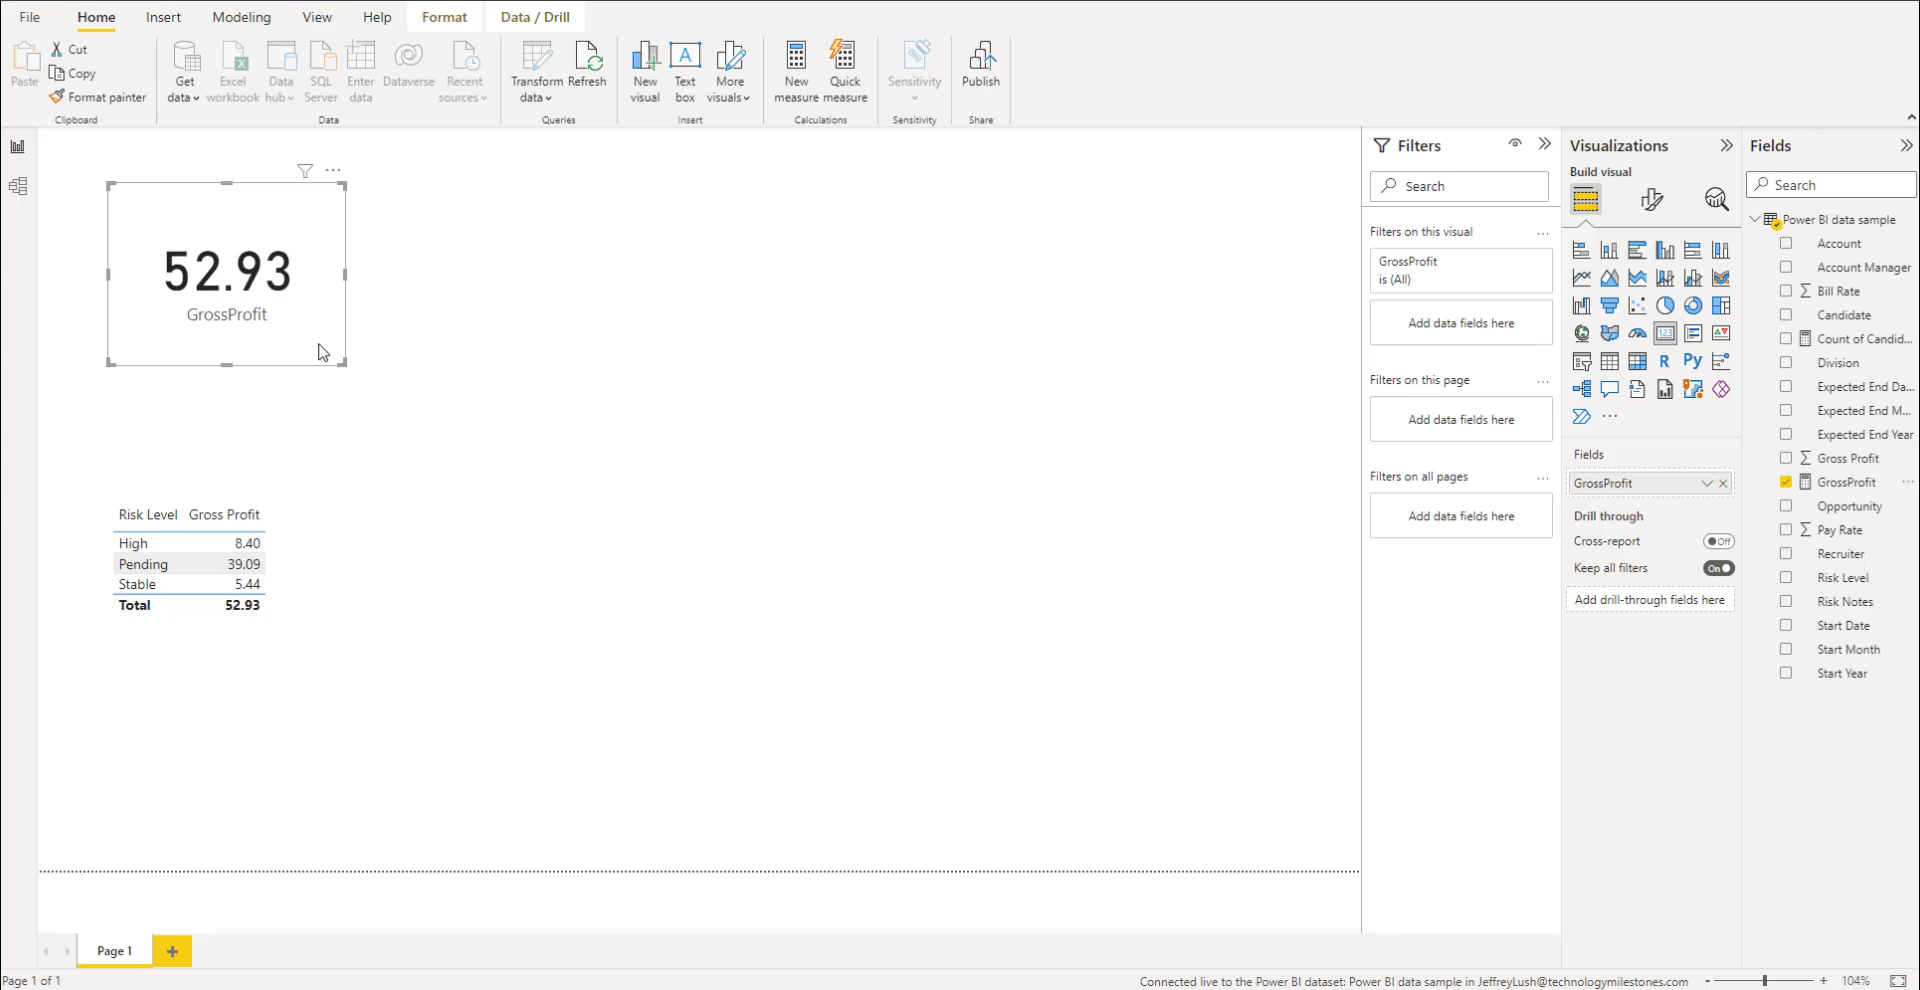 File Home Insert Modeling View Help Format Data / Drill
Paste
Cut
Copy
Format painter
Clipboard
Get data
Excel workbook
Data hub
SQL Server
Enter data
Dataverse
Recent sources
Data
Transform data
Refresh
Queries
New visual
A
Text box
More visuals
Insert
New measure
Quick measure
Calculations
Sensitivity
Sensitivity
Publish
Share
52.93
GrossProfit
Risk Level Gross Profit
High 8.40
Pending 39.09
Stable 5.44
Total 52.93
Filters
Search
Filters on this visual ...
GrossProfit
is (All)
Add data fields here
Filters on this page ...
Add data fields here
Filters on all pages ...
Add data fields here
Visualizations
Build visual
123
R Py
...
Fields
GrossProfit
Drill through
Cross-report Off
Keep all filters On
Add drill-through fields here
Fields
Search
Power BI data sample
Account
Account Manager
Σ Bill Rate
Candidate
Count of Candid...
Division
Expected End Da...
Expected End M...
Expected End Year
Σ Gross Profit
GrossProfit ...
Opportunity
Σ Pay Rate
Recruiter
Risk Level
Risk Notes
Start Date
Start Month
Start Year
Page 1 +
Page 1 of 1
Connected live to the Power BI dataset: Power BI data sample in JeffreyLush@technologymilestones.com - + 104%